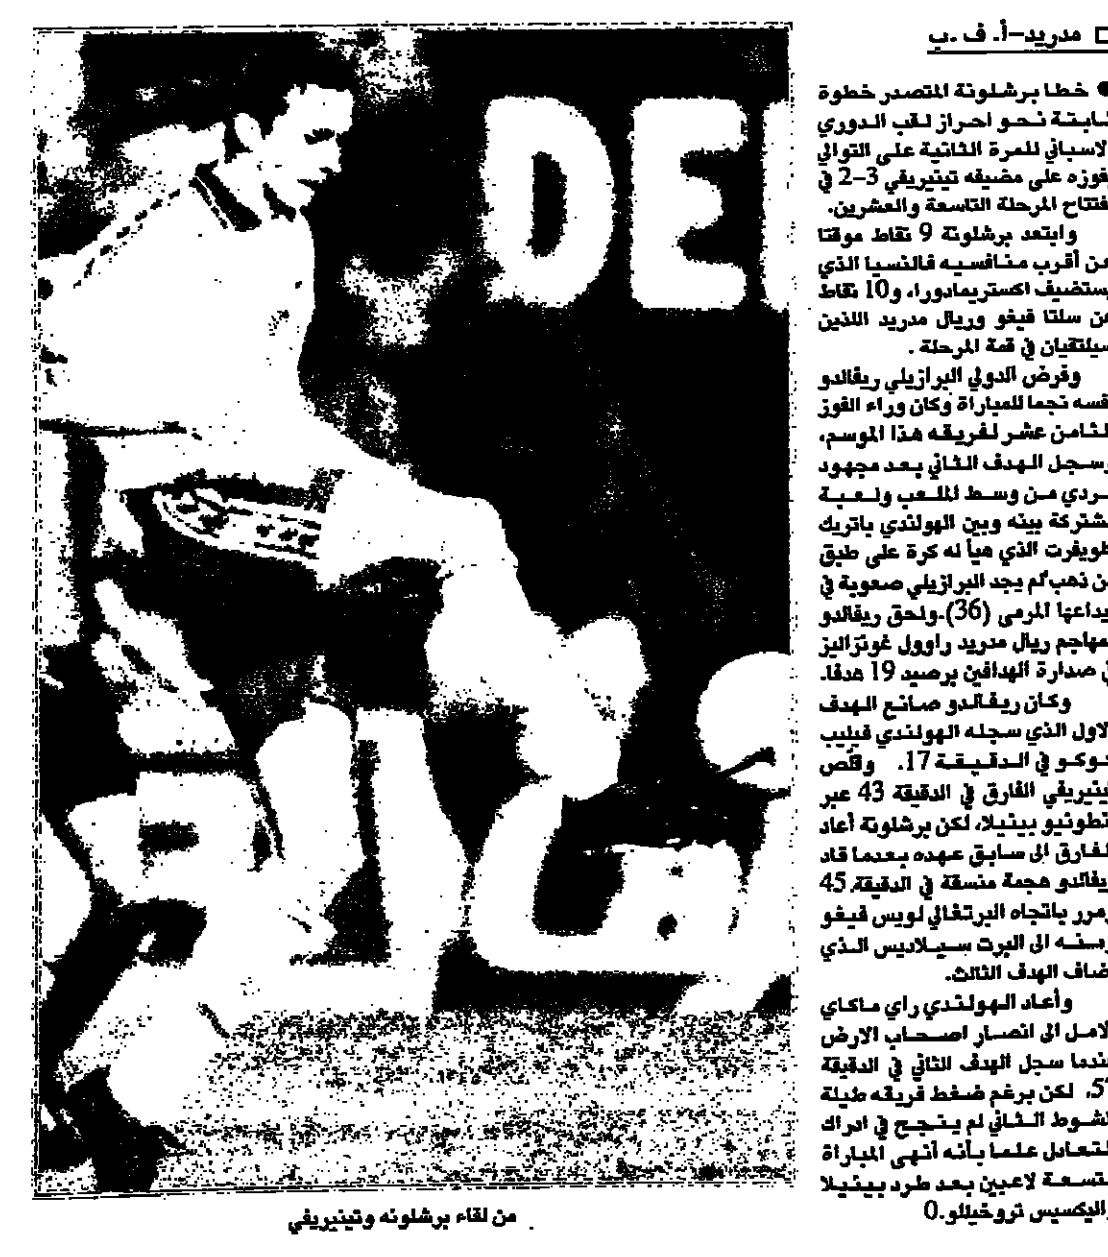 مدريد-أ. ف .ب
خطا برشلونة المتصدر خطوة
ثابتة نحو احراز لقب الدوري
الاسباني للمرة الثانية على التوالي
بفوزه على مضيفه تينيريفي 3-2 في
افتتاح المرحلة التاسعة والعشرين.
وابتعد برشلونة 9 نقاط موقتا
عن أقرب منافسيه فالنسيا الذي
يستضيف اكستريمادورا، و10 نقاط
عن سلتا فيغو وريال مدريد اللذين
سيلتقيان في قمة المرحلة .
وفرض الدولي البرازيلي ريفالدو
نفسه نجما للمباراة وكان وراء الفوز
الثامن عشر لفريقه هذا الموسم،
وسجل الهدف الثاني بعد مجهود
فردي من وسط الملعب ولعبة
مشتركة بينه وبين الهولندي باتريك
كلويفرت الذي هيأ له كرة على طبق
من ذهب لم يجد البرازيلي صعوبة في
ايداعها المرمى (36). ولحق ريفالدو
بمهاجم ريال مدريد راوول غونزاليز
في صدارة الهدافين برصيد 19 هدفا.
وكان ريفالدو صانع الهدف
الاول الذي سجله الهولندي فيليب
كوكو في الدقيقة 17. وقلّص
تينيريفي الفارق في الدقيقة 43 عبر
انطونيو بينيلا، لكن برشلونة أعاد
الفارق الى سابق عهده بعدما قاد
ريفالدو هجمة منسقة في الدقيقة 45
ومرر باتجاه البرتغالي لويس فيغو
ومنه الى البرت سيلاديس الذي
اضاف الهدف الثالث.
وأعاد الهولندي راي ماكاي
الامل الى انصار اصحاب الارض
عندما سجل الهدف الثاني في الدقيقة
لكن برغم ضغط فريقه طيلة
الشوط الثاني لم ينجح في ادراك
التعادل علما بأنه أنهى المباراة
بتسعة لاعبين بعد طرد بينيلا
واليكسيس تروخيللو.0
DE
من لقاء برشلونه وتينيريفي